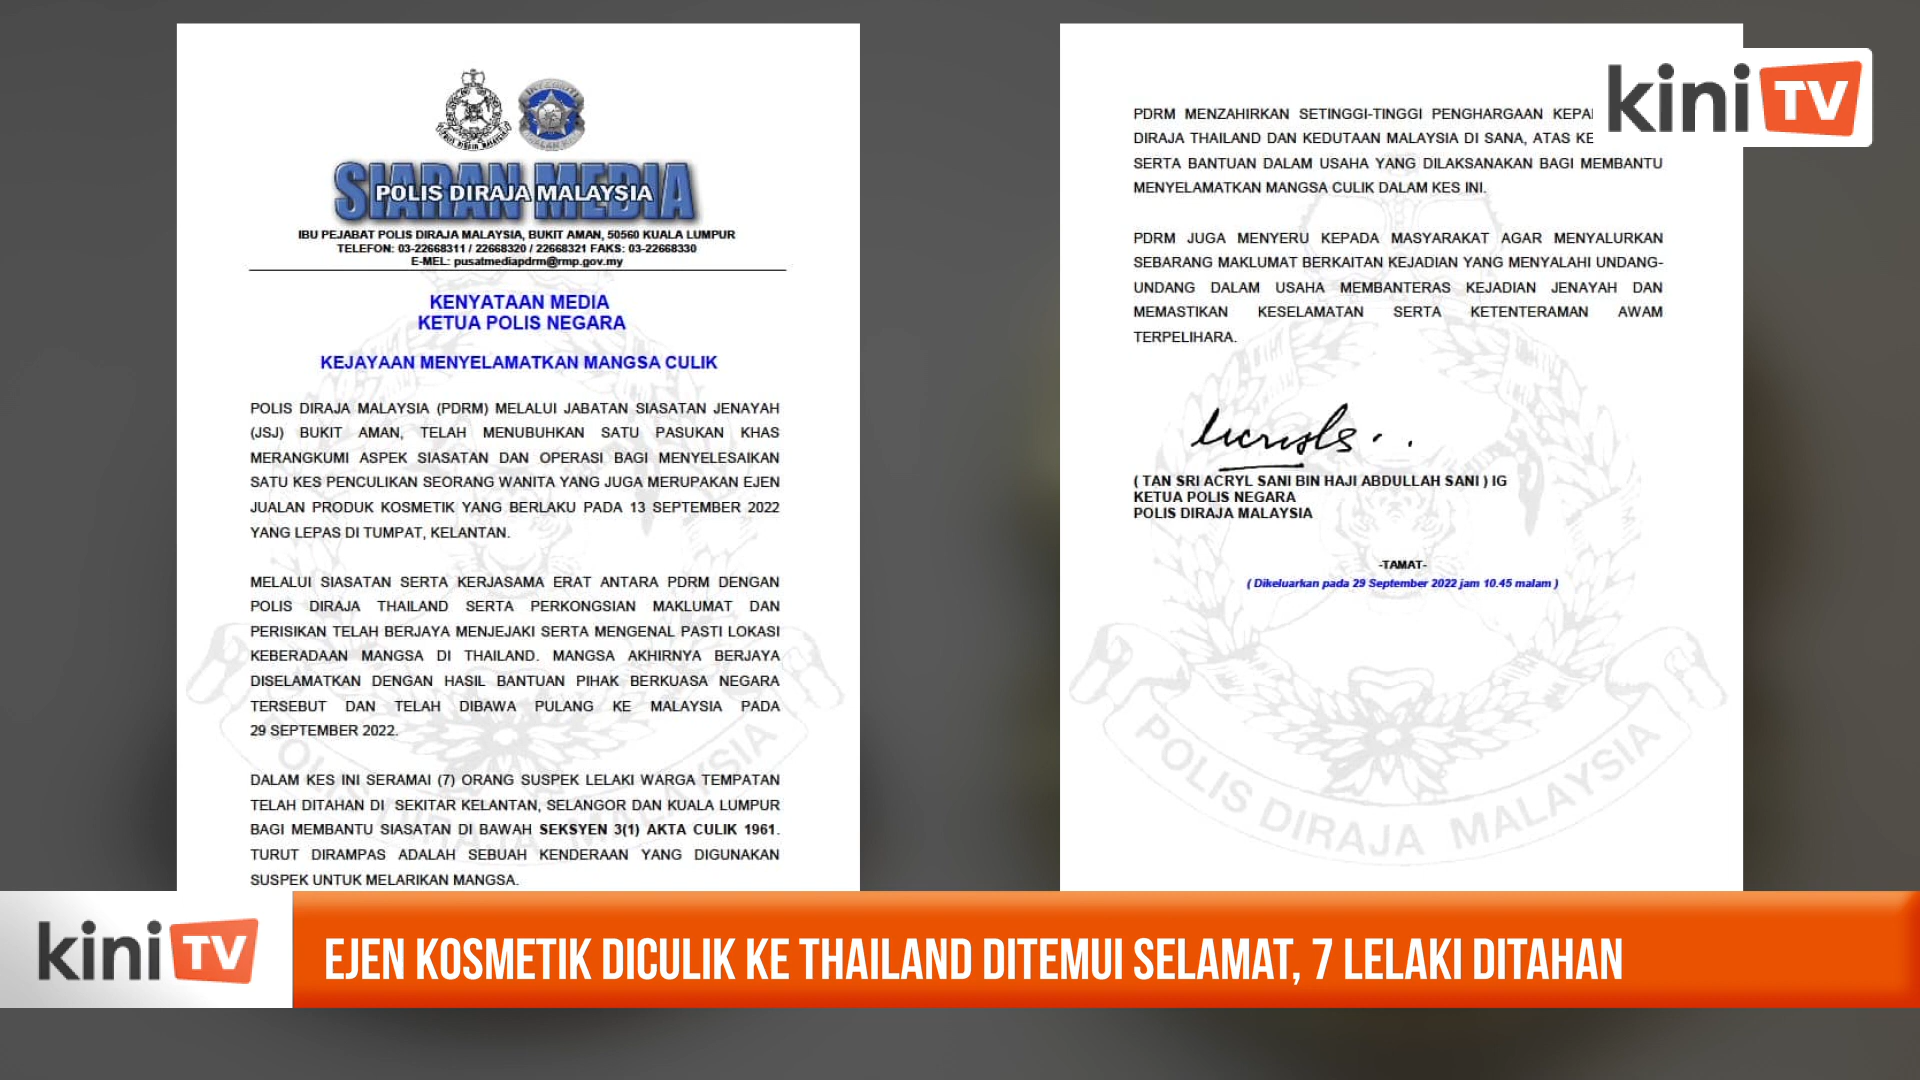 POLIS DIRAJA MALAYSIA
SIARAN MEDIA
POLIS DIRAJA MALAYSIA
IBU PEJABAT POLIS DIRAJA MALAYSIA, BUKIT AMAN, 50560 KUALA LUMPUR
TELEFON: 03-22668311 / 22668320 / 22668321 FAKS: 03-22668330
E-MEL: pusatmediapdrm@rmp.gov.my
KENYATAAN MEDIA
KETUA POLIS NEGARA
KEJAYAAN MENYELAMATKAN MANGSA CULIK
POLIS DIRAJA MALAYSIA (PDRM) MELALUI JABATAN SIASATAN JENAYAH
(JSJ) BUKIT AMAN, TELAH MENUBUHKAN SATU PASUKAN KHAS
MERANGKUMI ASPEK SIASATAN DAN OPERASI BAGI MENYELESAIKAN
SATU KES PENCULIKAN SEORANG WANITA YANG JUGA MERUPAKAN EJEN
JUALAN PRODUK KOSMETIK YANG BERLAKU PADA 13 SEPTEMBER 2022
YANG LEPAS DI TUMPAT, KELANTAN.
MELALUI SIASATAN SERTA KERJASAMA ERAT ANTARA PDRM DENGAN
POLIS DIRAJA THAILAND SERTA PERKONGSIAN MAKLUMAT DAN
PERISIKAN TELAH BERJAYA MENJEJAKI SERTA MENGENAL PASTI LOKASI
KEBERADAAN MANGSA DI THAILAND. MANGSA AKHIRNYA BERJAYA
DISELAMATKAN DENGAN HASIL BANTUAN PIHAK BERKUASA NEGARA
TERSEBUT DAN TELAH DIBAWA PULANG KE MALAYSIA PADA
29 SEPTEMBER 2022.
DALAM KES INI SERAMAI (7) ORANG SUSPEK LELAKI WARGA TEMPATAN
TELAH DITAHAN DI SEKITAR KELANTAN, SELANGOR DAN KUALA LUMPUR
BAGI MEMBANTU SIASATAN DI BAWAH SEKSYEN 3(1) AKTA CULIK 1961.
TURUT DIRAMPAS ADALAH SEBUAH KENDERAAN YANG DIGUNAKAN
SUSPEK UNTUK MELARIKAN MANGSA.
PDRM MENZAHIRKAN SETINGGI-TINGGI PENGHARGAAN
DIRAJA THAILAND DAN KEDUTAAN MALAYSIA DI SANA, ATAS
SERTA BANTUAN DALAM USAHA YANG DILAKSANAKAN BAGI MEMBANTU
MENYELAMATKAN MANGSA CULIK DALAM KES INI.
PDRM JUGA MENYERU KEPADA MASYARAKAT AGAR MENYALURKAN
SEBARANG MAKLUMAT BERKAITAN KEJADIAN YANG MENYALAHI UNDANG-
UNDANG DALAM USAHA MEMBANTERAS KEJADIAN JENAYAH DAN
MEMASTIKAN KESELAMATAN SERTA KETENTERAMAN AWAM
TERPELIHARA.
( TAN SRI ACRYL SANI BIN HAJI ABDULLAH SANI ) IG
KETUA POLIS NEGARA
POLIS DIRAJA MALAYSIA
-TAMAT-
( Dikeluarkan pada 29 September 2022 jam 10.45 malam )
POLIS DIRAJA MALAYSIA
kini TV
kini TV
EJEN KOSMETIK DICULIK KE THAILAND DITEMUI SELAMAT, 7 LELAKI DITAHAN